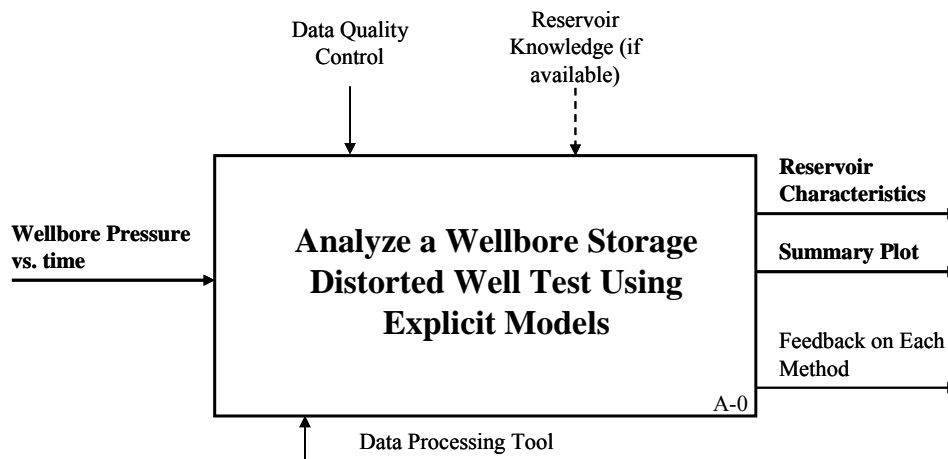 Data Quality
Control
Reservoir
Knowledge (if
available)
Wellbore Pressure
vs. time
Analyze a Wellbore Storage
Distorted Well Test Using
Explicit Models
A-0
Reservoir
Characteristics
Summary Plot
Feedback on Each
Method
Data Processing Tool